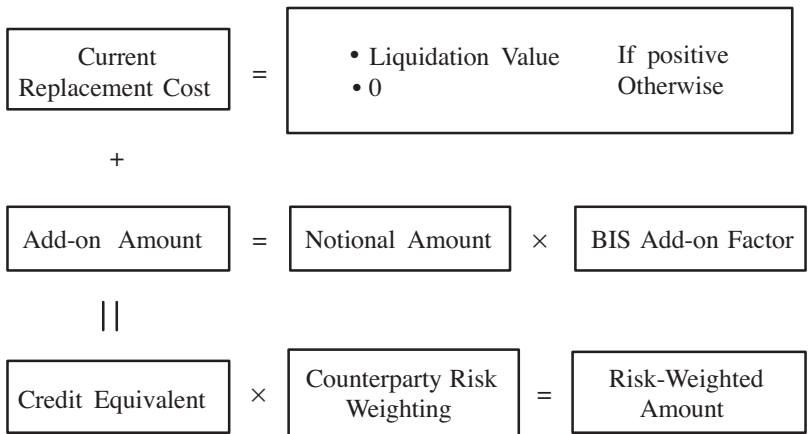 Current
Replacement Cost
=
• Liquidation Value If positive
• 0 Otherwise
+
Add-on Amount = Notional Amount × BIS Add-on Factor
||
Credit Equivalent × Counterparty Risk
Weighting = Risk-Weighted
Amount